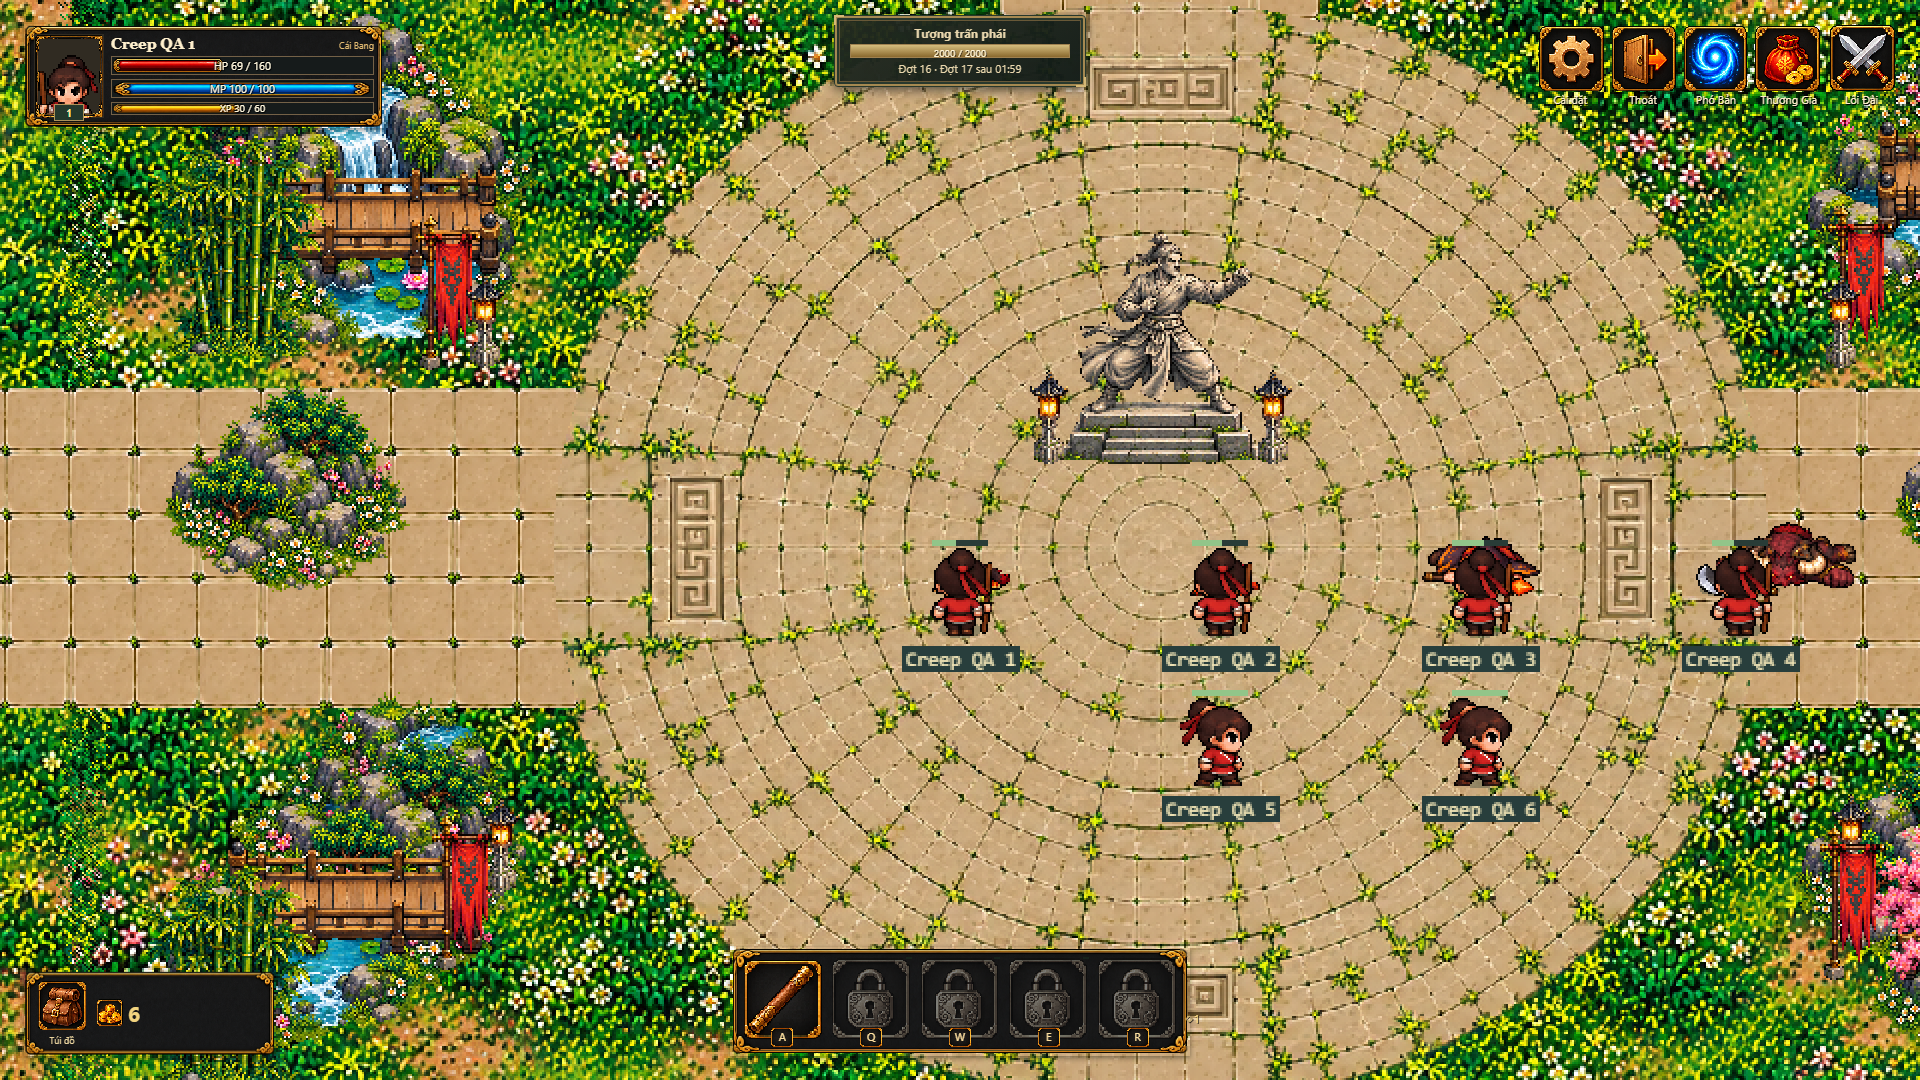 Creep QA 1
Cái Bang
HP 69 / 160
MP 100 / 100
XP 30 / 60
1
Tượng trấn phái
2000 / 2000
Đợt 16 · Đợt 17 sau 01:59
Cài đặt
Thoát
Phó Bản
Thương Gia
Lôi Đài
Creep QA 1
Creep QA 2
Creep QA 3
Creep QA 4
Creep QA 5
Creep QA 6
6
Túi đồ
A
Q
W
E
R